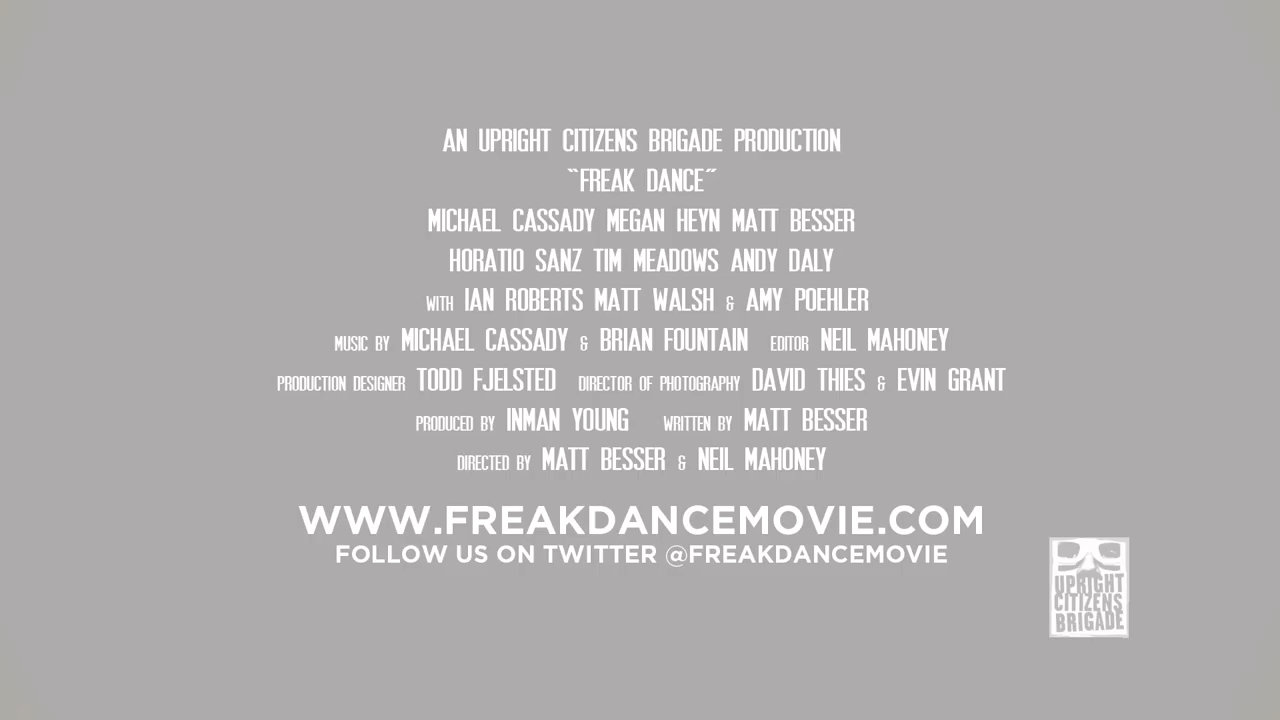 AN UPRIGHT CITIZENS BRIGADE PRODUCTION
"FREAK DANCE"
MICHAEL CASSADY MEGAN HEYN MATT BESSER
HORATIO SANZ TIM MEADOWS ANDY DALY
WITH IAN ROBERTS MATT WALSH & AMY POEHLER
MUSIC BY MICHAEL CASSADY & BRIAN FOUNTAIN EDITOR NEIL MAHONEY
PRODUCTION DESIGNER TODD FJELSTED DIRECTOR OF PHOTOGRAPHY DAVID THIES & EVIN GRANT
PRODUCED BY INMAN YOUNG WRITTEN BY MATT BESSER
DIRECTED BY MATT BESSER & NEIL MAHONEY
WWW.FREAKDANCEMOVIE.COM
FOLLOW US ON TWITTER @FREAKDANCEMOVIE
UPRIGHT
CITIZENS
BRIGADE